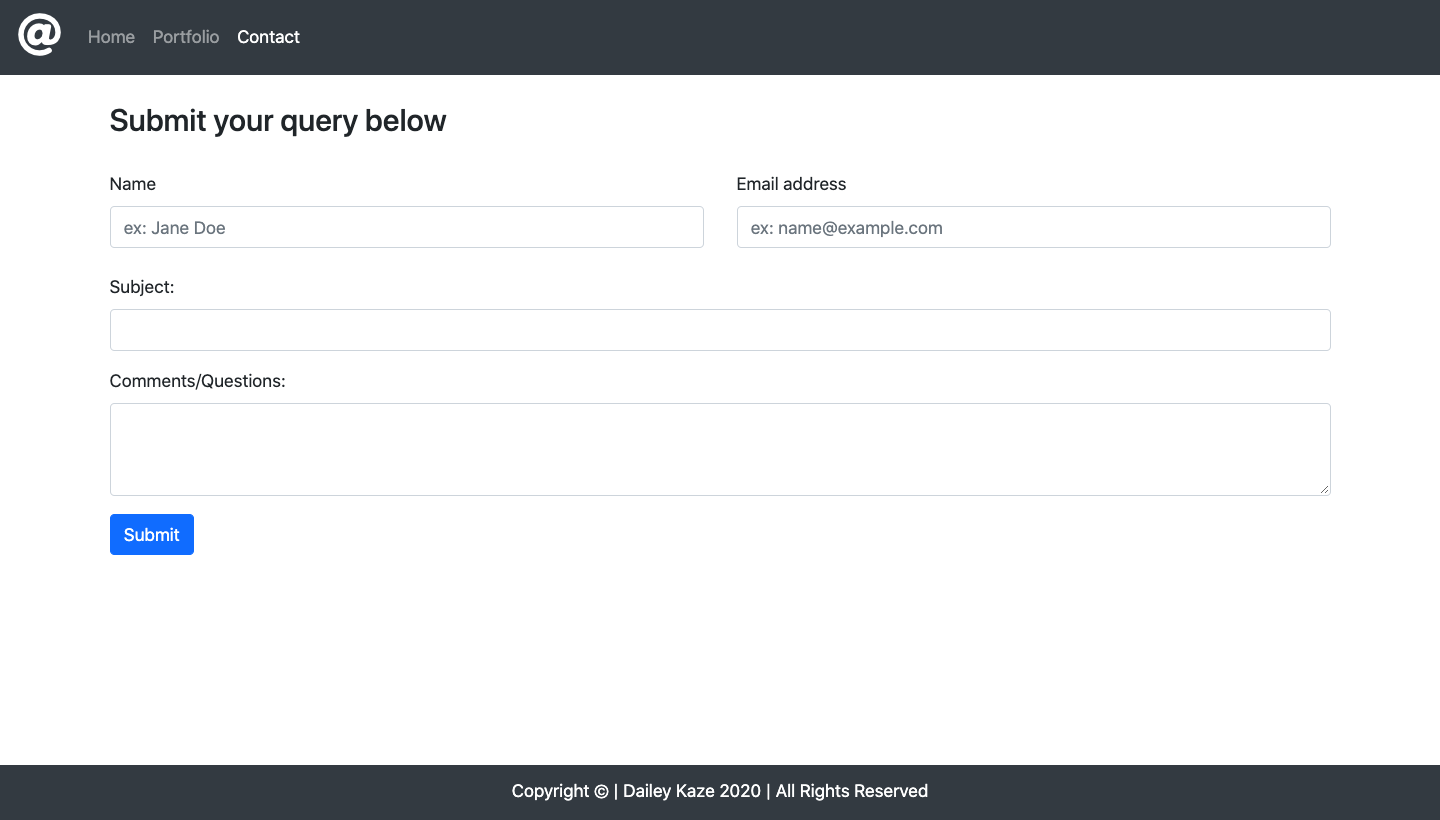 @ Home Portfolio Contact
Submit your query below
Name Email address
ex: Jane Doe ex: name@example.com
Subject:
Comments/Questions:
Submit
Copyright © | Dailey Kaze 2020 | All Rights Reserved